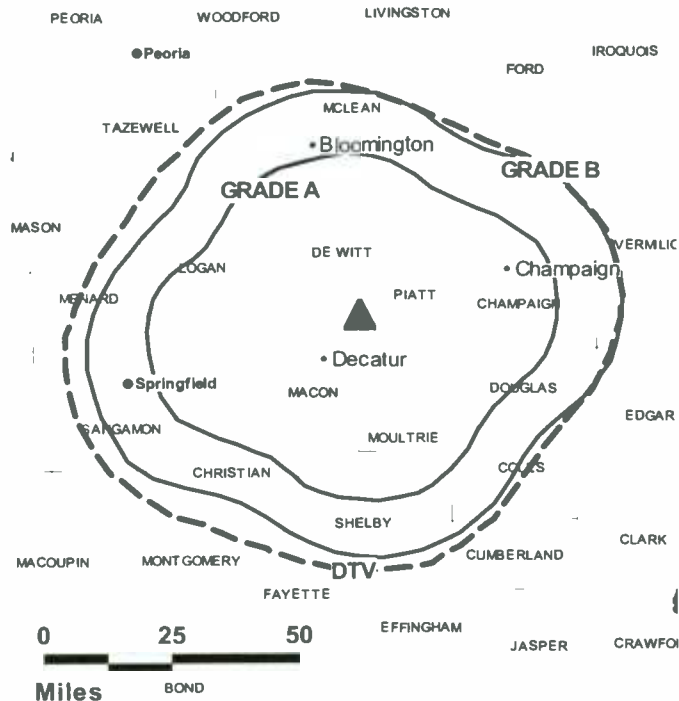 PEORIA
WOODFORD
LIVINGSTON
Peoria
IROQUOIS
FORD
MCLEAN
TAZEWELL
Bloomington
GRADE B
GRADE A
MASON
VERMILIC
DE WITT
LOGAN
Champaign
PIATT
MENARD
CHAMPAIGN
Decatur
Springfield
MACON
DOUGLAS
EDGAR
SANGAMON
MOULTRIE
COLES
CHRISTIAN
SHELBY
CLARK
CUMBERLAND
MACOUPIN
MONTGOMERY
DTV
FAYETTE
EFFINGHAM
JASPER
CRAWFOI
0 25 50
Miles
BOND